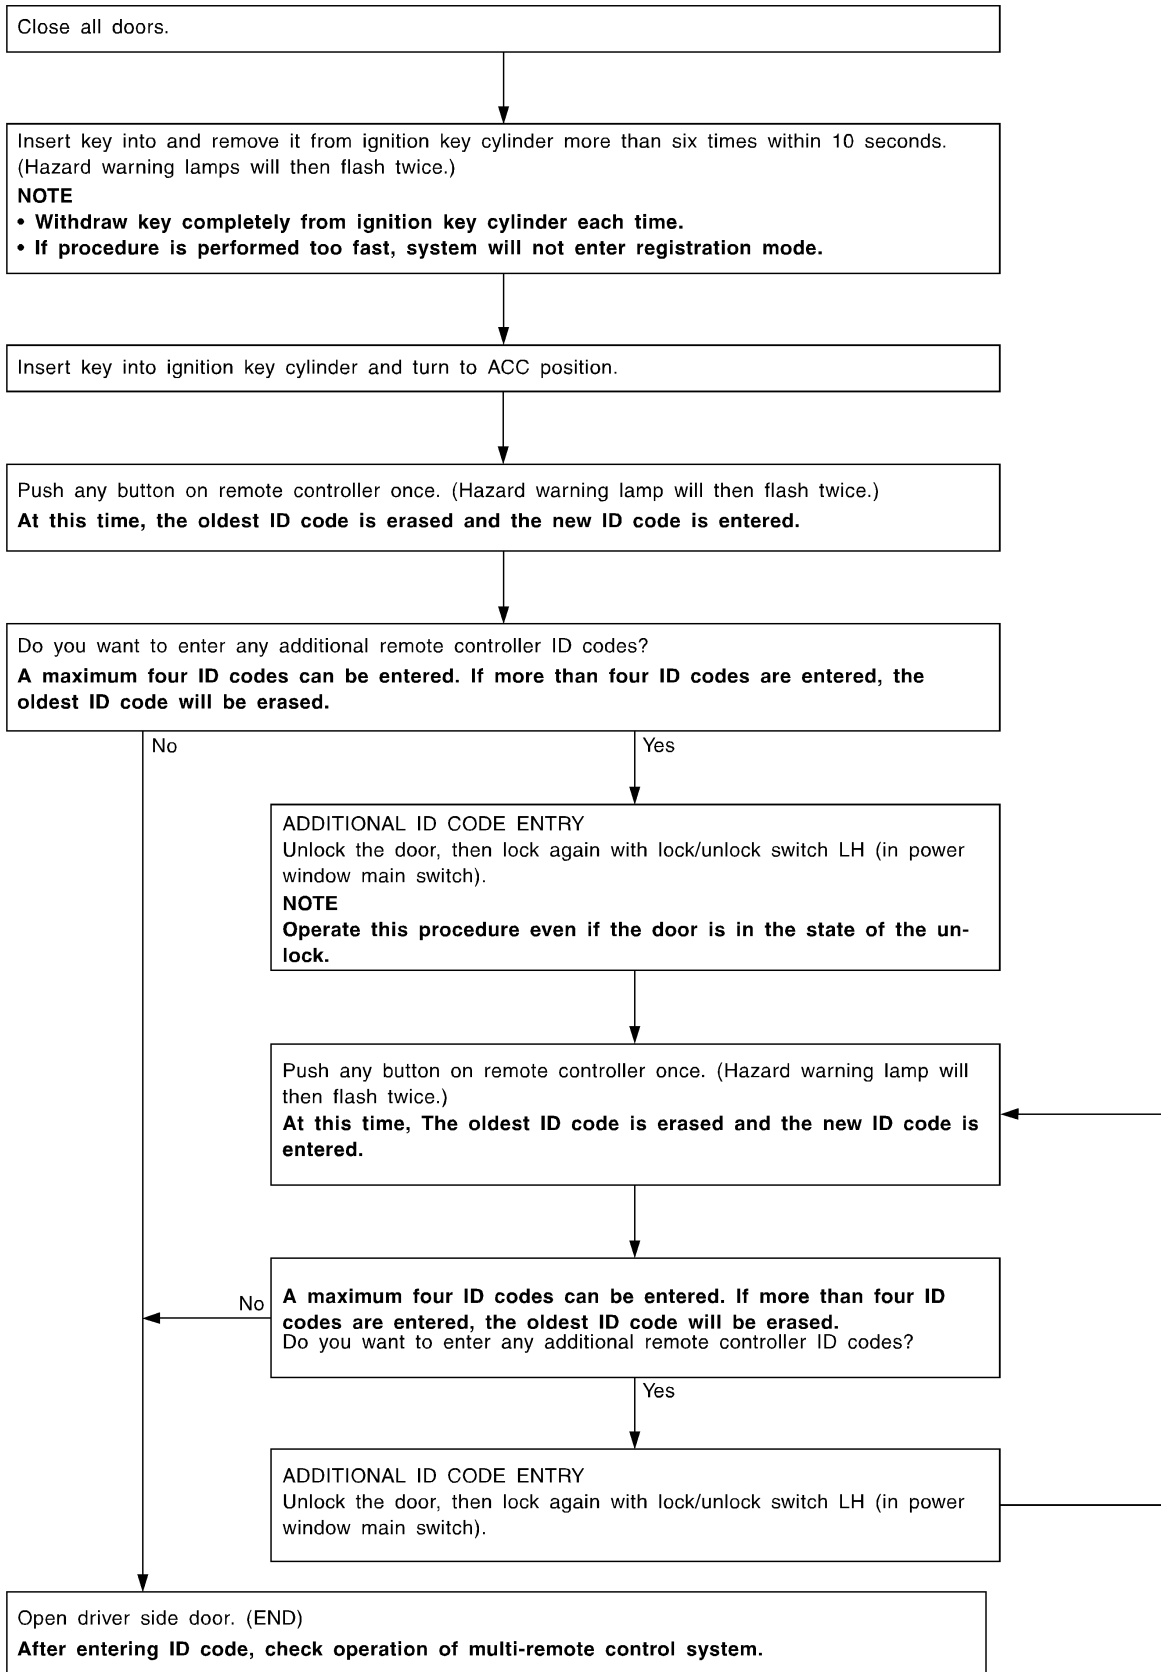 Close all doors.
Insert key into and remove it from ignition key cylinder more than six times within 10 seconds.
(Hazard warning lamps will then flash twice.)
NOTE
• Withdraw key completely from ignition key cylinder each time.
• If procedure is performed too fast, system will not enter registration mode.
Insert key into ignition key cylinder and turn to ACC position.
Push any button on remote controller once. (Hazard warning lamp will then flash twice.)
At this time, the oldest ID code is erased and the new ID code is entered.
Do you want to enter any additional remote controller ID codes?
A maximum four ID codes can be entered. If more than four ID codes are entered, the
oldest ID code will be erased.
No
Yes
ADDITIONAL ID CODE ENTRY
Unlock the door, then lock again with lock/unlock switch LH (in power
window main switch).
NOTE
Operate this procedure even if the door is in the state of the un-
lock.
Push any button on remote controller once. (Hazard warning lamp will
then flash twice.)
At this time, The oldest ID code is erased and the new ID code is
entered.
No
A maximum four ID codes can be entered. If more than four ID
codes are entered, the oldest ID code will be erased.
Do you want to enter any additional remote controller ID codes?
Yes
ADDITIONAL ID CODE ENTRY
Unlock the door, then lock again with lock/unlock switch LH (in power
window main switch).
Open driver side door. (END)
After entering ID code, check operation of multi-remote control system.